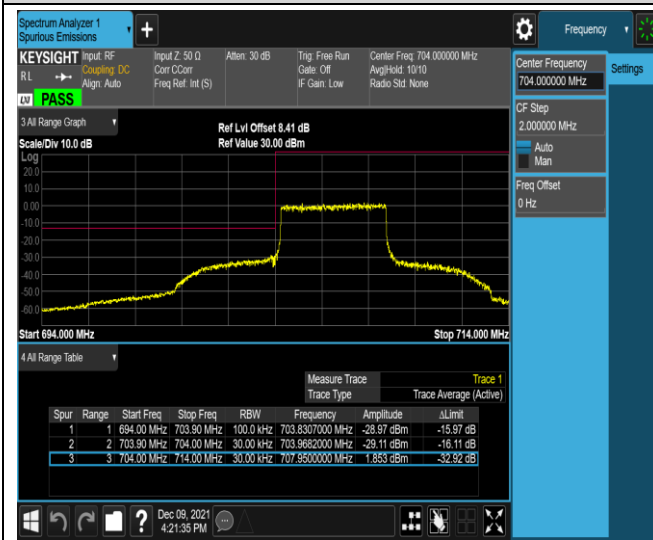 Spectrum Analyzer 1
Spurious Emissions
+
Frequency
KEYSIGHT
RL
Input: RF
Coupling: DC
Align: Auto
Input Z: 50 Ω
Corr CCorr
Freq Ref: Int (S)
Atten: 30 dB
Trig: Free Run
Gate: Off
IF Gain: Low
Center Freq: 704.000000 MHz
Avg|Hold: 10/10
Radio Std: None
LXI PASS
Center Frequency
704.000000 MHz
Settings
CF Step
2.000000 MHz
Auto
Man
Freq Offset
0 Hz
3 All Range Graph
Scale/Div 10.0 dB
Ref Lvl Offset 8.41 dB
Ref Value 30.00 dBm
Log
20.0
10.0
0.00
-10.0
-20.0
-30.0
-40.0
-50.0
-60.0
Start 694.000 MHz
Stop 714.000 MHz
4 All Range Table
Measure Trace Trace 1
Trace Type Trace Average (Active)
Spur Range Start Freq Stop Freq RBW Frequency Amplitude ΔLimit
1 1 694.00 MHz 703.90 MHz 100.0 kHz 703.8307000 MHz -28.97 dBm -15.97 dB
2 2 703.90 MHz 704.00 MHz 30.00 kHz 703.9682000 MHz -29.11 dBm -16.11 dB
3 3 704.00 MHz 714.00 MHz 30.00 kHz 707.9500000 MHz 1.853 dBm -32.92 dB
?
Dec 09, 2021
4:21:35 PM